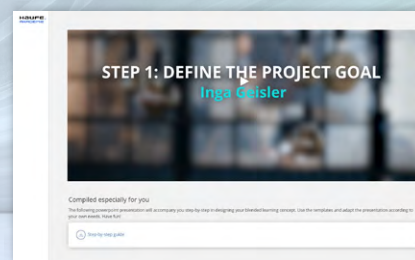 HAUFE.
AKADEMIE
STEP 1: DEFINE THE PROJECT GOAL
Inga Geisler
Compiled especially for you
The following powerpoint presentation will accompany you step-by-step in designing your blended learning concept. Use the templates and adapt the presentation according to
your own needs. Have fun!
Step-by-step guide